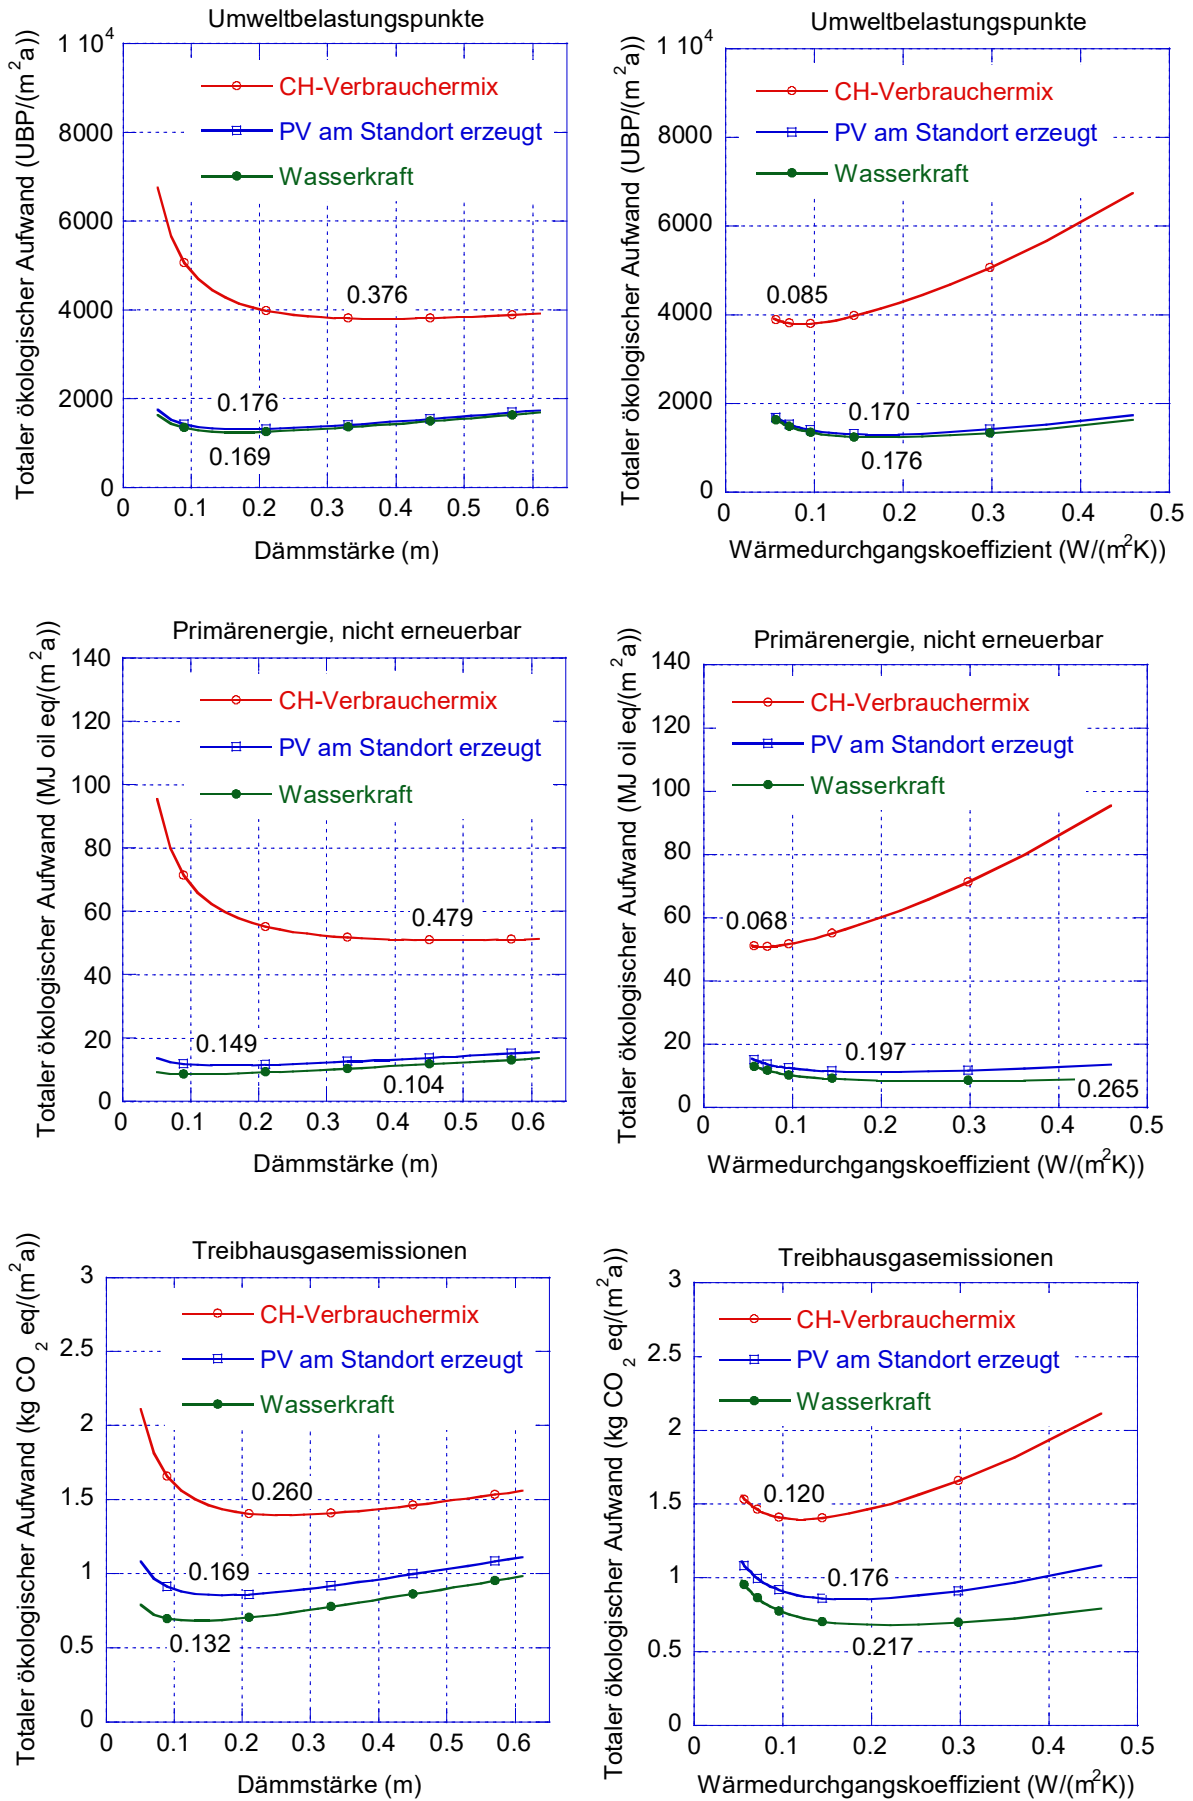 Umweltbelastungspunkte
Totaler ökologischer Aufwand (UBP/(m²a))
1 10⁴
8000
6000
4000
2000
0
CH-Verbrauchermix
PV am Standort erzeugt
Wasserkraft
0.376
0.176
0.169
0 0.1 0.2 0.3 0.4 0.5 0.6
Dämmstärke (m)
Umweltbelastungspunkte
Totaler ökologischer Aufwand (UBP/(m²a))
1 10⁴
8000
6000
4000
2000
0
CH-Verbrauchermix
PV am Standort erzeugt
Wasserkraft
0.085
0.170
0.176
0 0.1 0.2 0.3 0.4 0.5
Wärmedurchgangskoeffizient (W/(m²K))
Primärenergie, nicht erneuerbar
Totaler ökologischer Aufwand (MJ oil eq/(m²a))
140
120
100
80
60
40
20
0
CH-Verbrauchermix
PV am Standort erzeugt
Wasserkraft
0.479
0.149
0.104
0 0.1 0.2 0.3 0.4 0.5 0.6
Dämmstärke (m)
Primärenergie, nicht erneuerbar
Totaler ökologischer Aufwand (MJ oil eq/(m²a))
140
120
100
80
60
40
20
0
CH-Verbrauchermix
PV am Standort erzeugt
Wasserkraft
0.068
0.197
0.265
0 0.1 0.2 0.3 0.4 0.5
Wärmedurchgangskoeffizient (W/(m²K))
Treibhausgasemissionen
Totaler ökologischer Aufwand (kg CO₂ eq/(m²a))
3
2.5
2
1.5
1
0.5
0
CH-Verbrauchermix
PV am Standort erzeugt
Wasserkraft
0.260
0.169
0.132
0 0.1 0.2 0.3 0.4 0.5 0.6
Dämmstärke (m)
Treibhausgasemissionen
Totaler ökologischer Aufwand (kg CO₂ eq/(m²a))
3
2.5
2
1.5
1
0.5
0
CH-Verbrauchermix
PV am Standort erzeugt
Wasserkraft
0.120
0.176
0.217
0 0.1 0.2 0.3 0.4 0.5
Wärmedurchgangskoeffizient (W/(m²K))